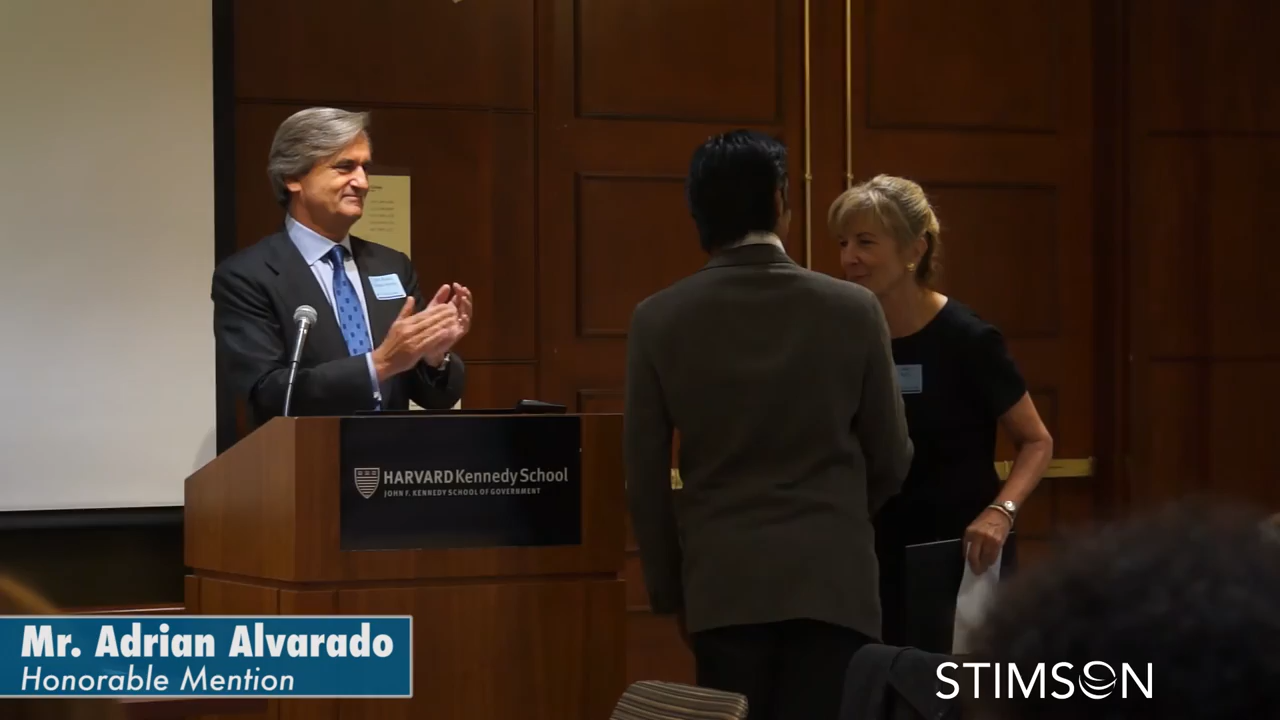 HARVARD Kennedy School
JOHN F. KENNEDY SCHOOL OF GOVERNMENT
Mr. Adrian Alvarado
Honorable Mention
STIMSON